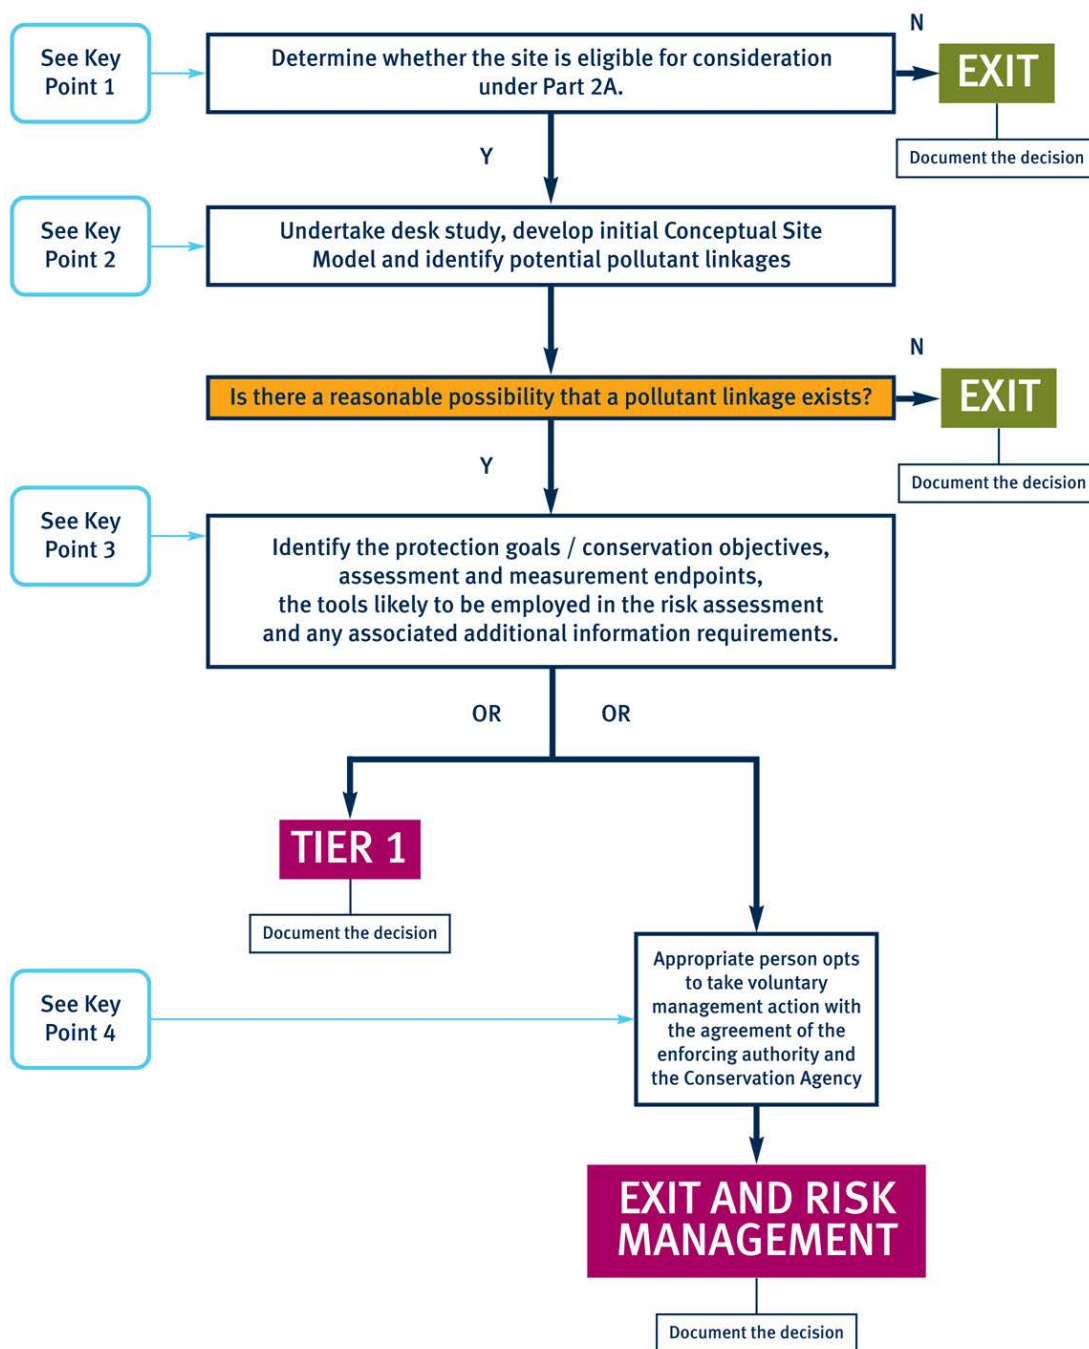 See Key
Point 1
Determine whether the site is eligible for consideration
under Part 2A.
N
EXIT
Document the decision
Y
See Key
Point 2
Undertake desk study, develop initial Conceptual Site
Model and identify potential pollutant linkages
Is there a reasonable possibility that a pollutant linkage exists?
N
EXIT
Document the decision
Y
See Key
Point 3
Identify the protection goals / conservation objectives,
assessment and measurement endpoints,
the tools likely to be employed in the risk assessment
and any associated additional information requirements.
OR
OR
TIER 1
Document the decision
See Key
Point 4
Appropriate person opts
to take voluntary
management action with
the agreement of the
enforcing authority and
the Conservation Agency
EXIT AND RISK
MANAGEMENT
Document the decision